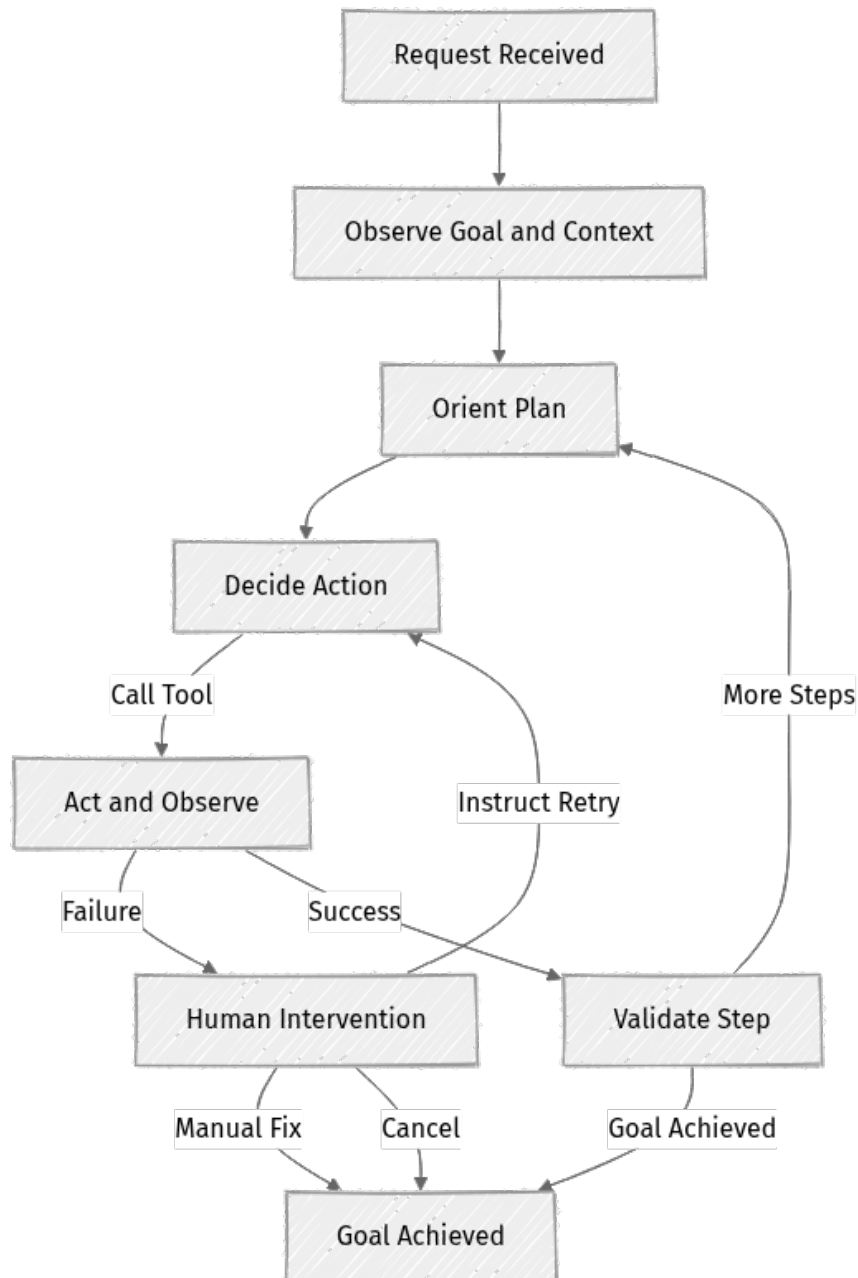 Request Received
Observe Goal and Context
Orient Plan
Decide Action
Call Tool
More Steps
Act and Observe
Instruct Retry
Failure
Success
Human Intervention
Validate Step
Manual Fix
Cancel
Goal Achieved
Goal Achieved